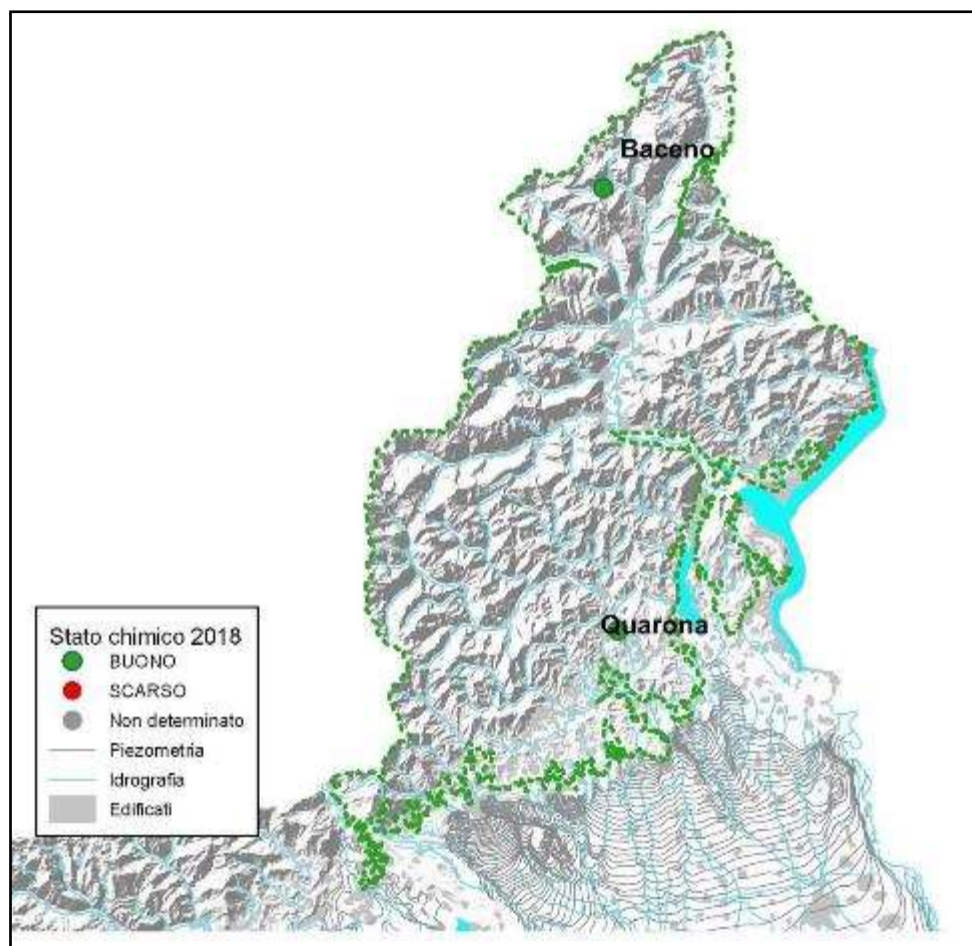 Baceno
Quarona
Stato chimico 2018
BUONO
SCARSO
Non determinato
Piezometria
Idrografia
Edificati